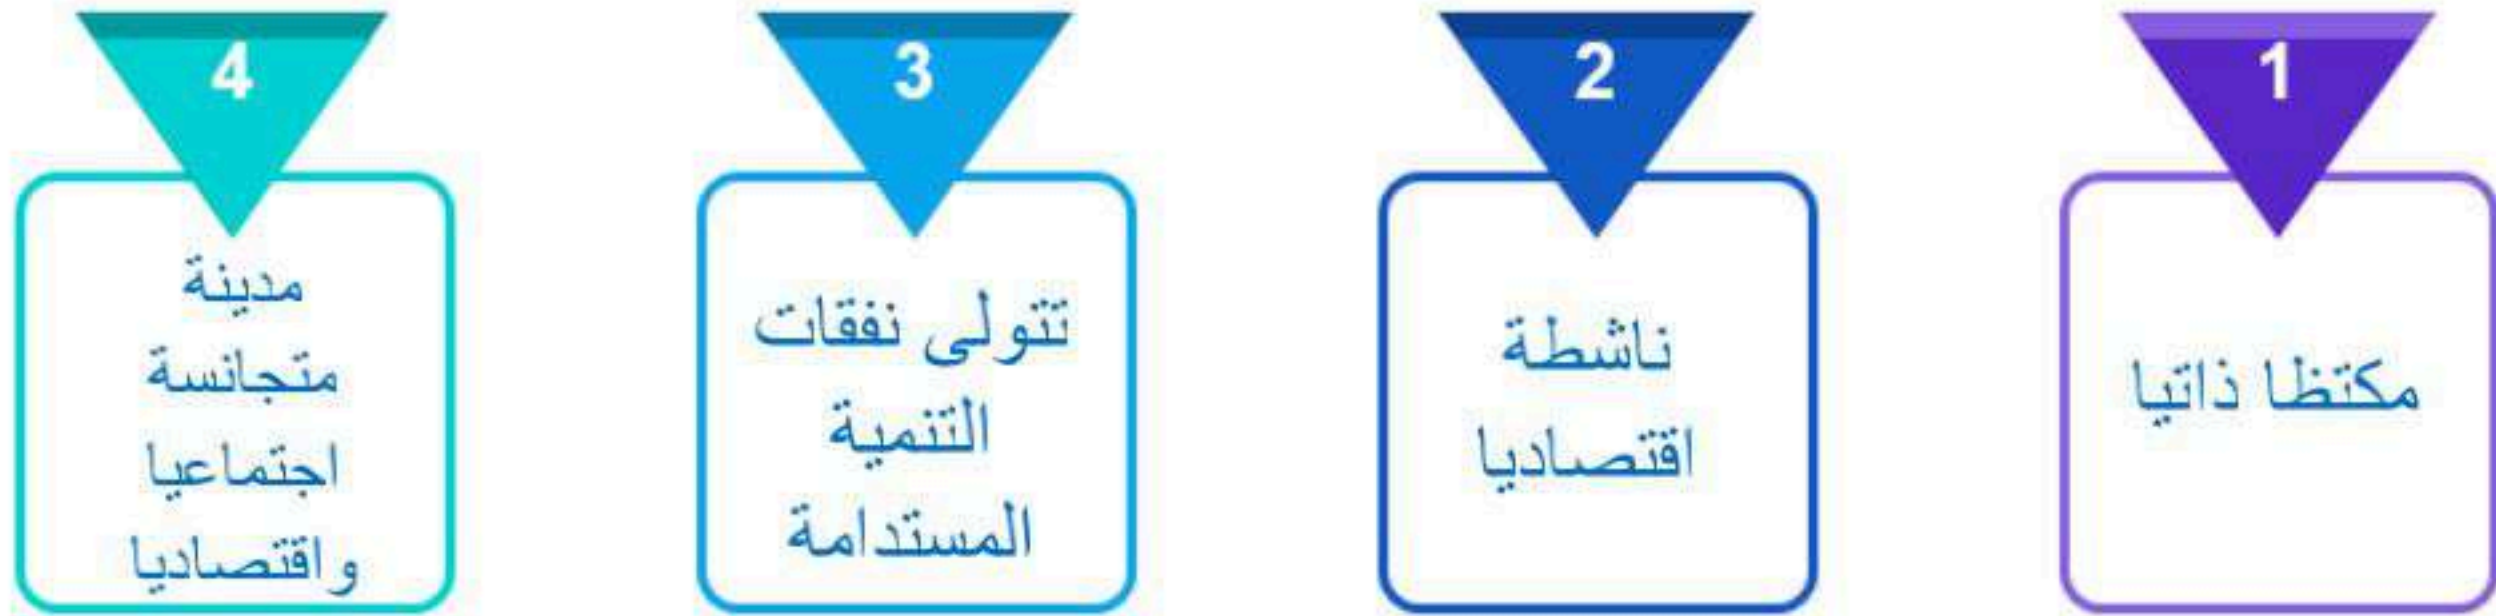 1
مكتظا ذاتيا
2
ناشطة
اقتصاديا
3
تتولى نفقات
التنمية
المستدامة
4
مدينة
متجانسة
اجتماعيا
واقتصاديا